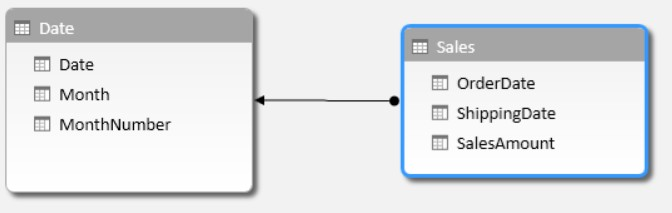 Date
Date
Month
MonthNumber
Sales
OrderDate
ShippingDate
SalesAmount